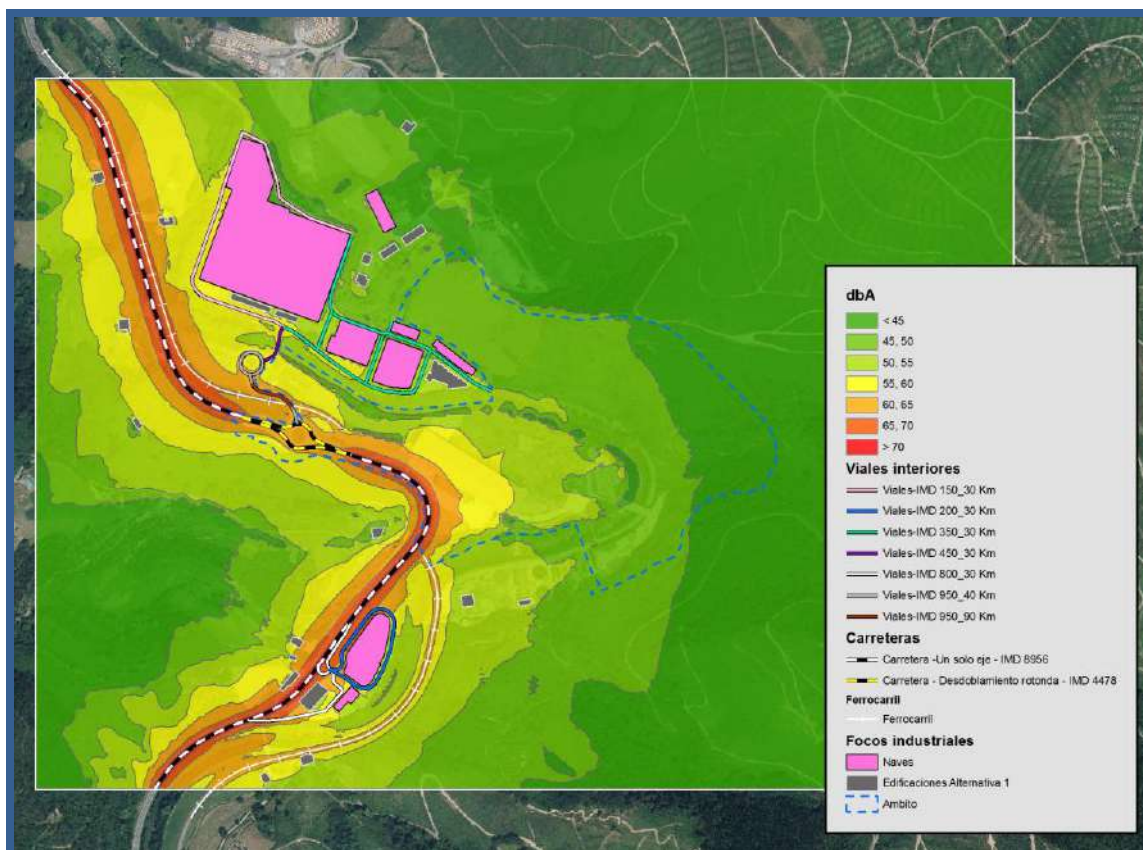 dbA
< 45
45, 50
50, 55
55, 60
60, 65
65, 70
> 70
Viales interiores
Viales-IMD 150_30 Km
Viales-IMD 200_30 Km
Viales-IMD 350_30 Km
Viales-IMD 450_30 Km
Viales-IMD 800_30 Km
Viales-IMD 950_40 Km
Viales-IMD 950_90 Km
Carreteras
Carretera -Un solo eje - IMD 8956
Carretera - Desdoblamiento rotonda - IMD 4478
Ferrocarril
Ferrocarril
Focos industriales
Naves
Edificaciones Alternativa 1
Ambito